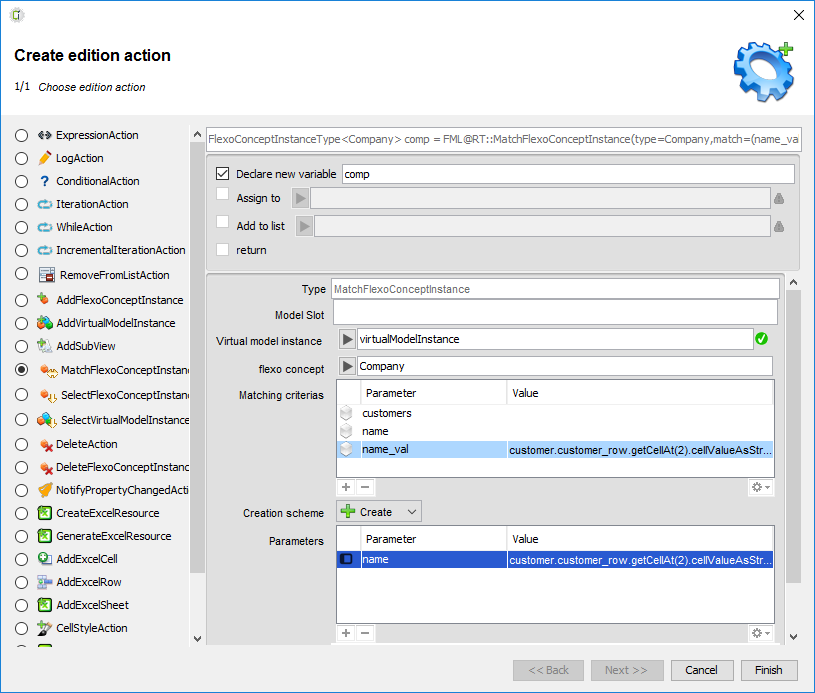 Create edition action
1/1 Choose edition action
ExpressionAction
LogAction
ConditionalAction
IterationAction
WhileAction
IncrementalIterationAction
RemoveFromListAction
AddFlexoConceptInstance
AddVirtualModelInstance
AddSubView
MatchFlexoConceptInstan
SelectFlexoConceptInstan
SelectVirtualModelInstance
DeleteAction
DeleteFlexoConceptInstanc
NotifyPropertyChangedActi
CreateExcelResource
GenerateExcelResource
AddExcelCell
AddExcelRow
AddExcelSheet
CellStyleAction
FlexoConceptInstanceType<Company> comp = FML@RT::MatchFlexoConceptInstance(type=Company,match=(name_va
Declare new variable comp
Assign to
Add to list
return
Type MatchFlexoConceptInstance
Model Slot
Virtual model instance virtualModelInstance
flexo concept Company
Matching criterias Parameter Value
customers
name
name_val customer.customer_row.getCellAt(2).cellValueAsStr...
Creation scheme Create
Parameters Parameter Value
name customer.customer_row.getCellAt(2).cellValueAsStr...
<< Back Next >> Cancel Finish